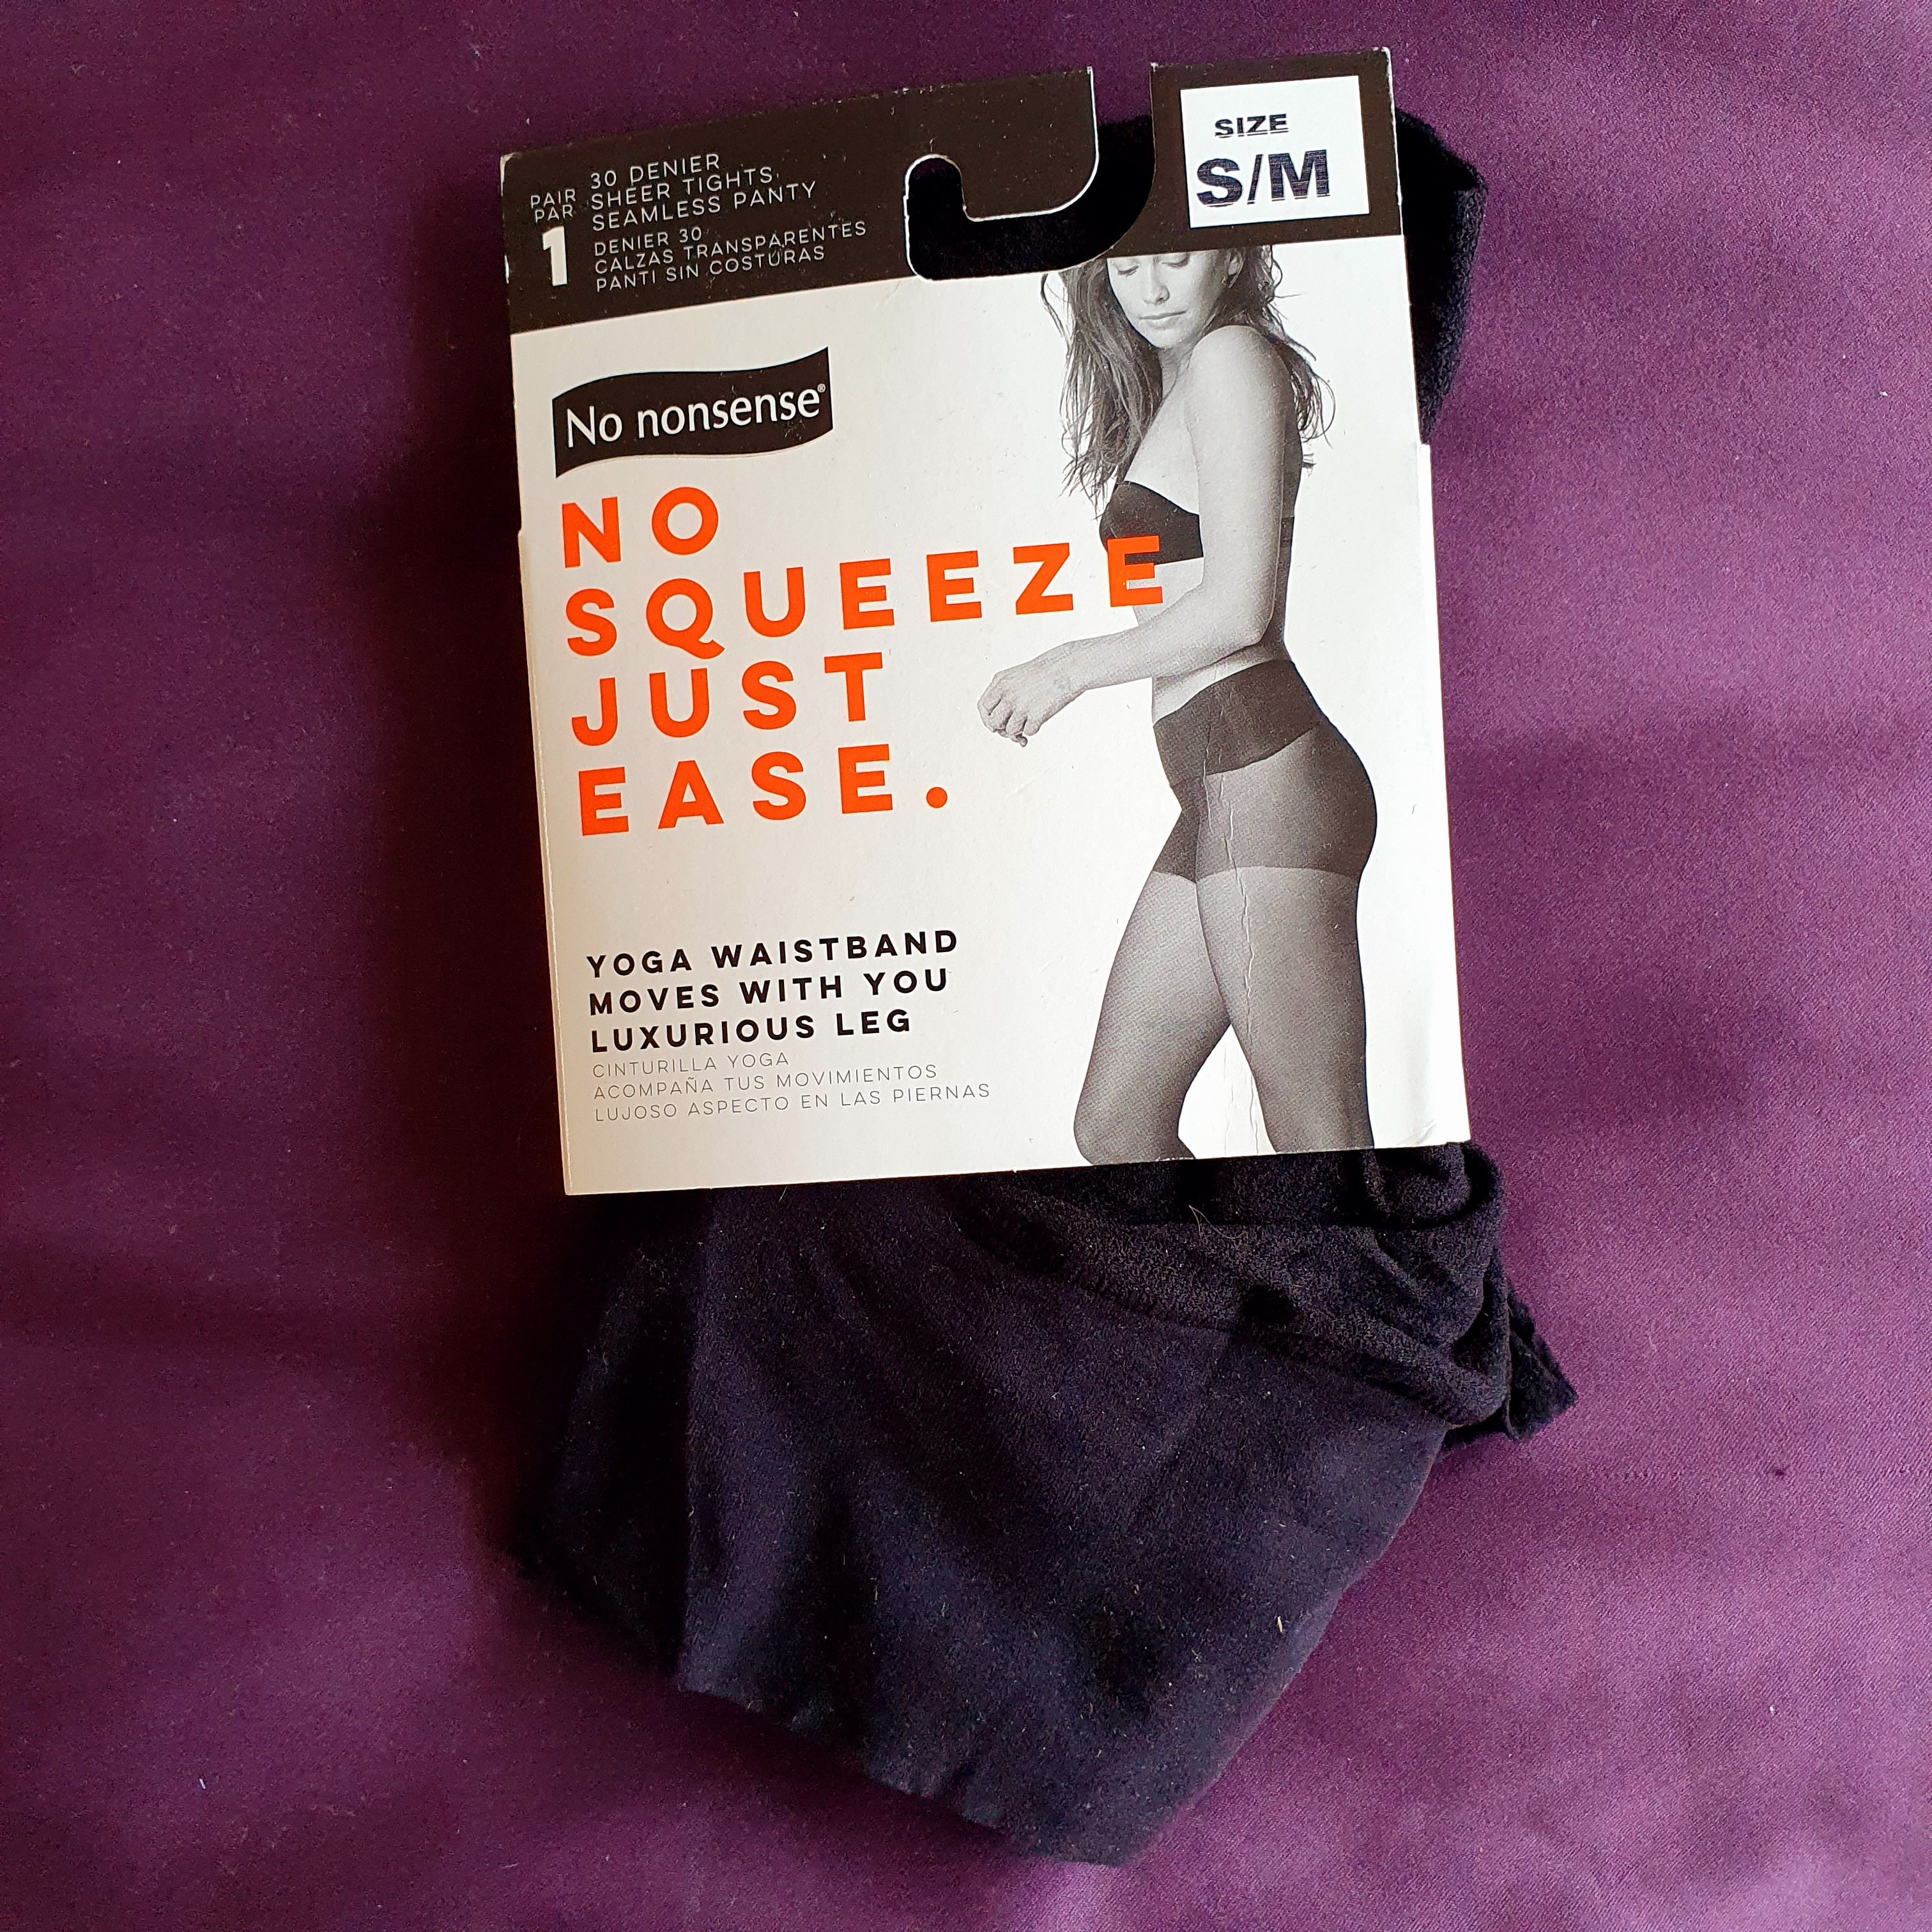 PAIR
PAR
1
30 DENIER
SHEER TIGHTS
SEAMLESS PANTY
DENIER 30
CALZAS TRANSPARENTES
PANTI SIN COSTURAS
SIZE
S/M
No nonsense®
NO
SQUEEZE
JUST
EASE.
YOGA WAISTBAND
MOVES WITH YOU
LUXURIOUS LEG
CINTURILLA YOGA
ACOMPAÑA TUS MOVIMIENTOS
LUJOSO ASPECTO EN LAS PIERNAS